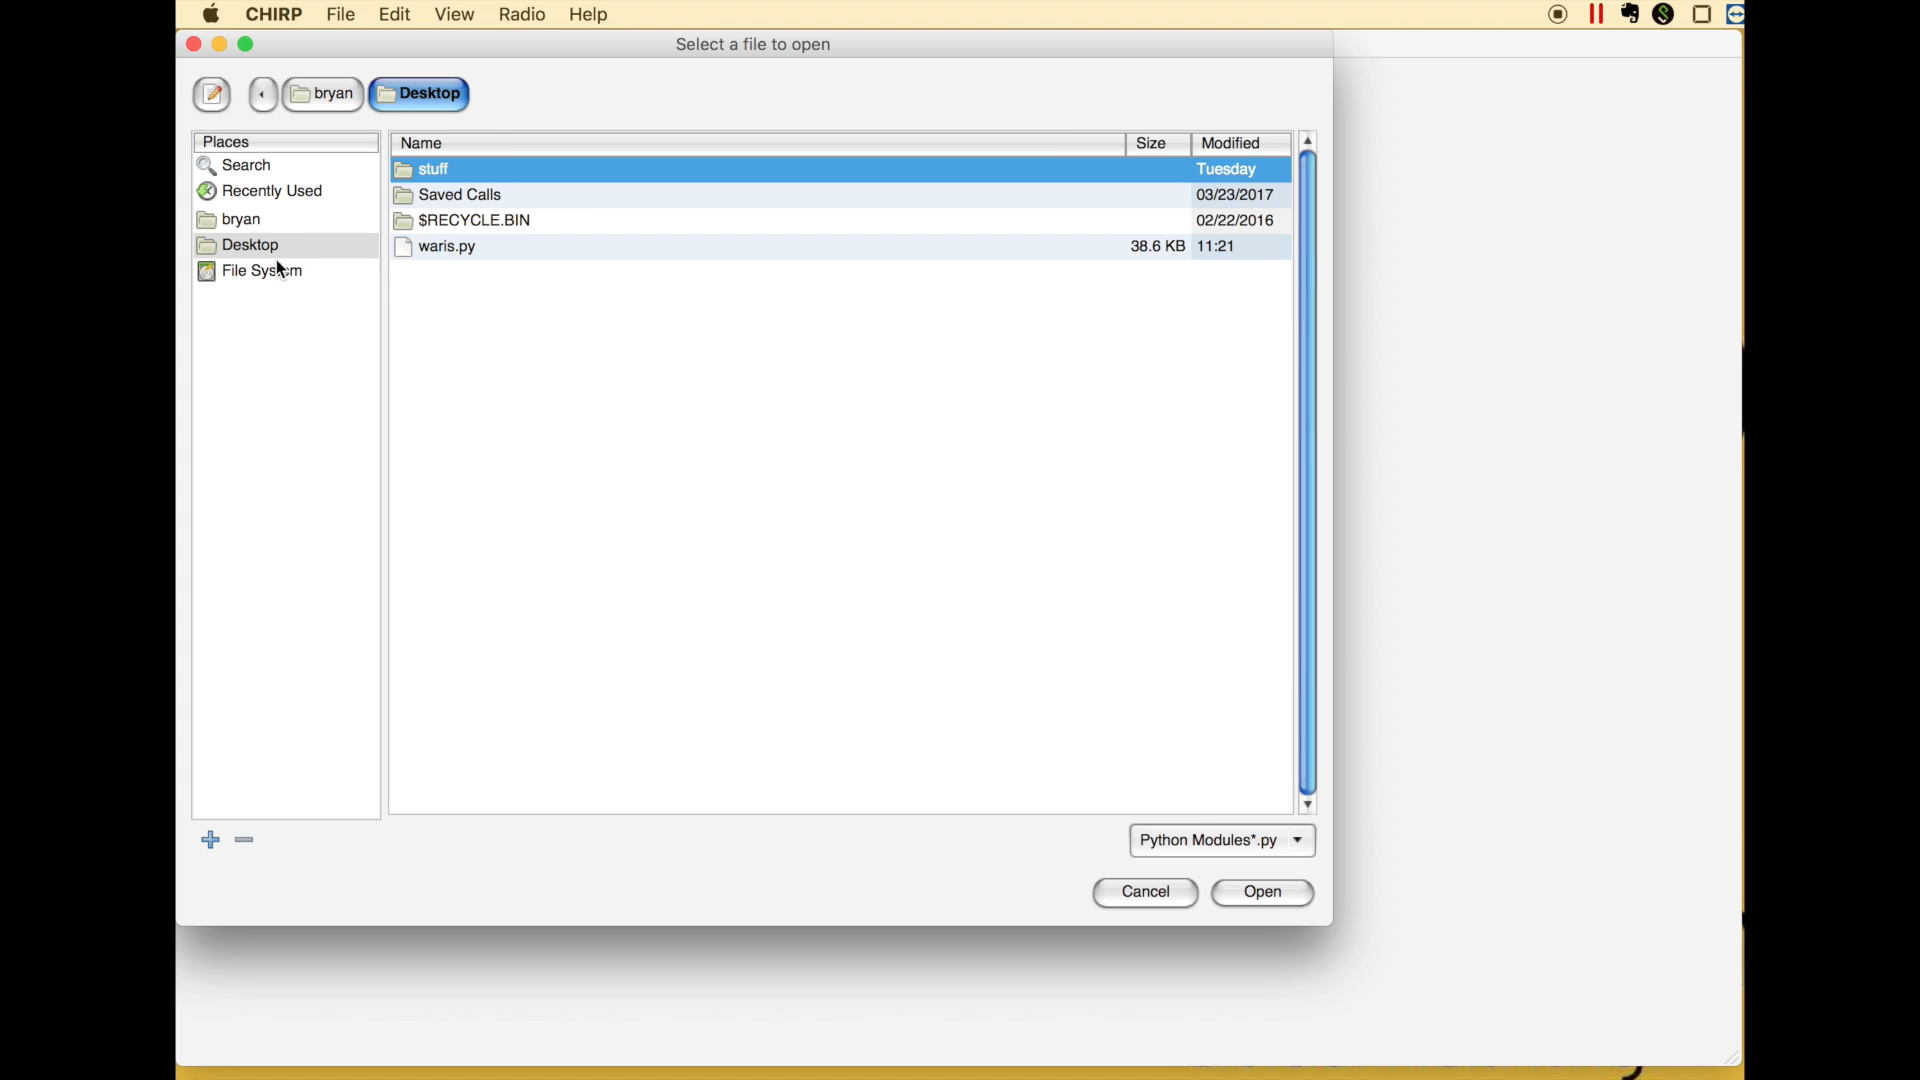 CHIRP File Edit View Radio Help
Select a file to open
bryan Desktop
Places
Search
Recently Used
bryan
Desktop
File System
Name Size Modified
stuff Tuesday
Saved Calls 03/23/2017
$RECYCLE.BIN 02/22/2016
waris.py 38.6 KB 11:21
Python Modules*.py
Cancel Open